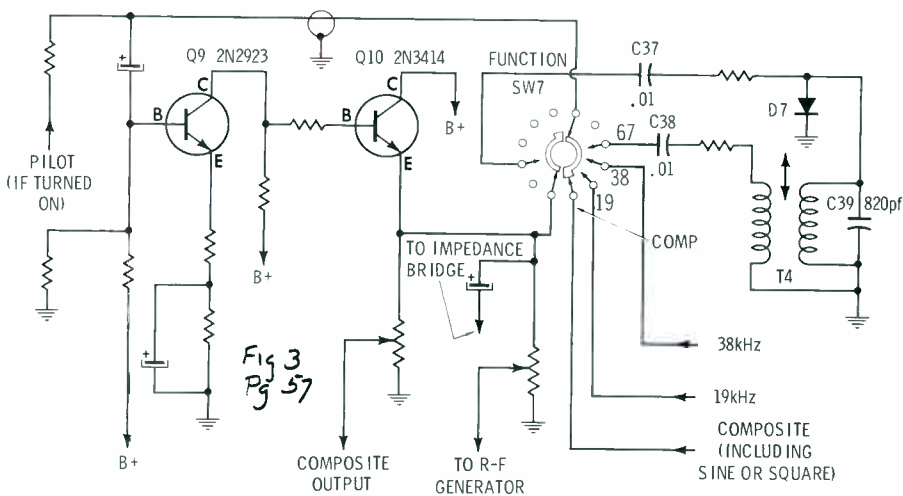 Q9 2N2923
Q10 2N3414
FUNCTION
SW7
C37
.01
D7
C
B
E
C
B
E
B+
67
C38
.01
38
19
COMP
PILOT
(IF TURNED
ON)
B+
TO IMPEDANCE
BRIDGE
C39 820pf
T4
Fig 3
Pg 57
38kHz
19kHz
B+
COMPOSITE
OUTPUT
TO R-F
GENERATOR
COMPOSITE
(INCLUDING
SINE OR SQUARE)
+
+
+